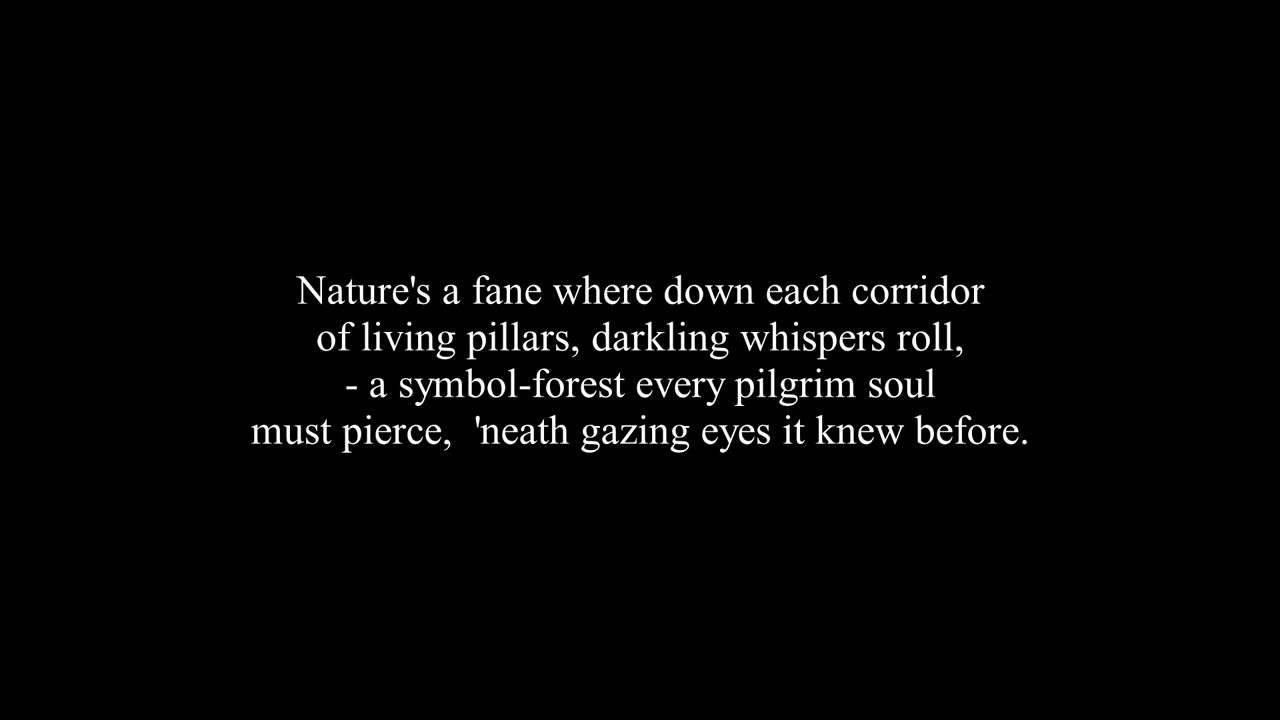 Nature's a fane where down each corridor
of living pillars, darkling whispers roll,
- a symbol-forest every pilgrim soul
must pierce,  'neath gazing eyes it knew before.